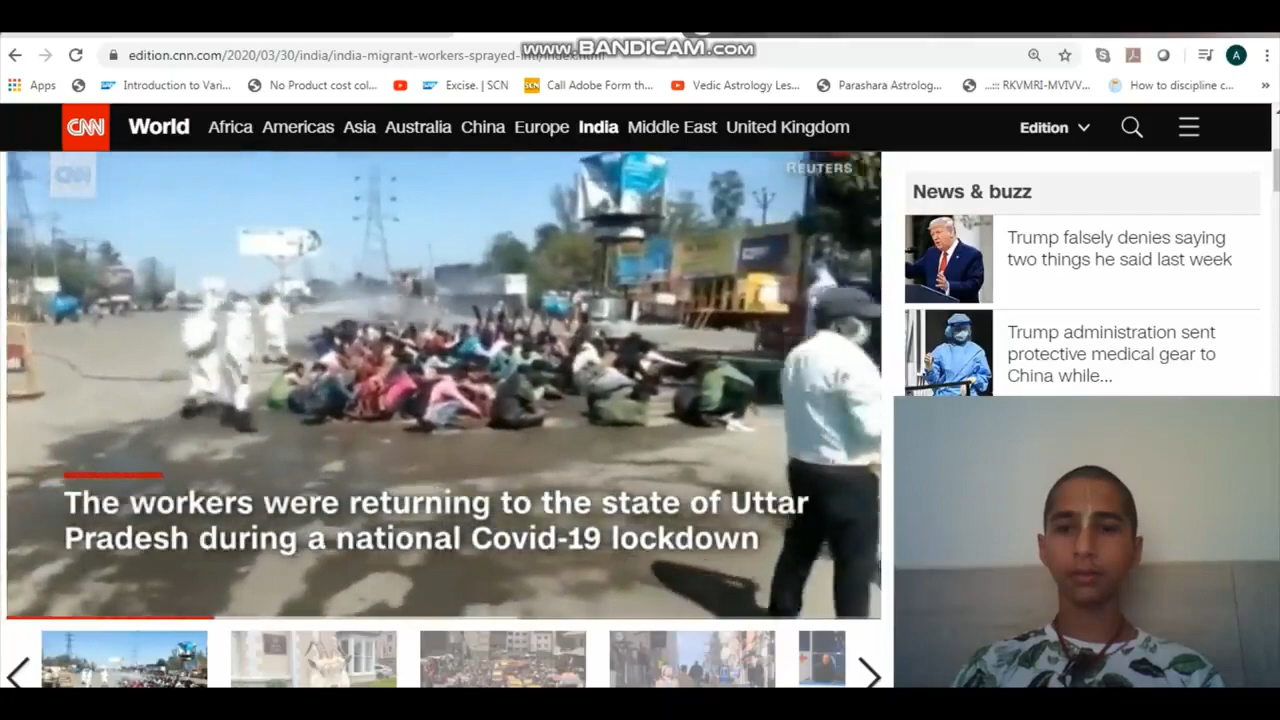 www.BANDICAM.com
edition.cnn.com/2020/03/30/india/india-migrant-workers-sprayed-intl/index.html
A
Apps
Introduction to Vari...
No Product cost col...
Excise. | SCN
SCN
Call Adobe Form th...
Vedic Astrology Les...
Parashara Astrolog...
..::: RKVMRI-MVIVV...
How to discipline c...
»
CNN
World
Africa Americas Asia Australia China Europe India Middle East United Kingdom
Edition
CNN
REUTERS
The workers were returning to the state of Uttar
Pradesh during a national Covid-19 lockdown
News & buzz
Trump falsely denies saying
two things he said last week
Trump administration sent
protective medical gear to
China while...